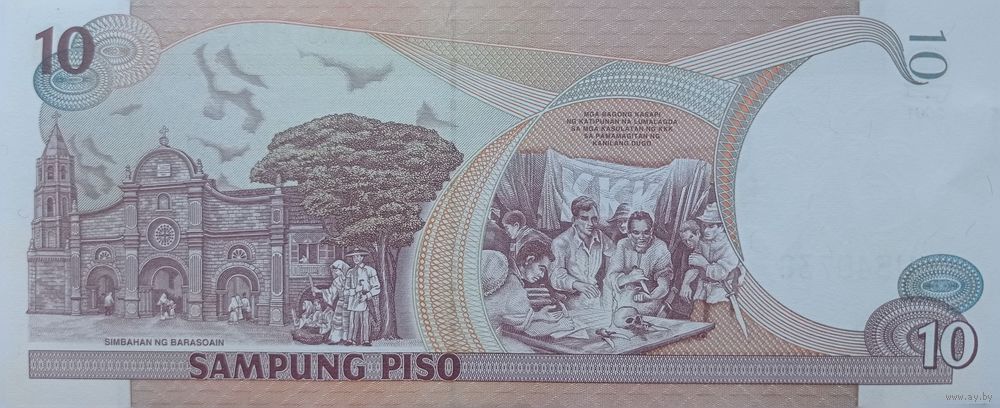 10
10
MGA BAGONG KASAPI
NG KATIPUNAN NA LUMALAGDA
SA MGA KASULATAN NG KKK
SA PAMAMAGITAN NG
KANILANG DUGO
KKK
SIMBAHAN NG BARASOAIN
SAMPUNG PISO
10
www.ay.by